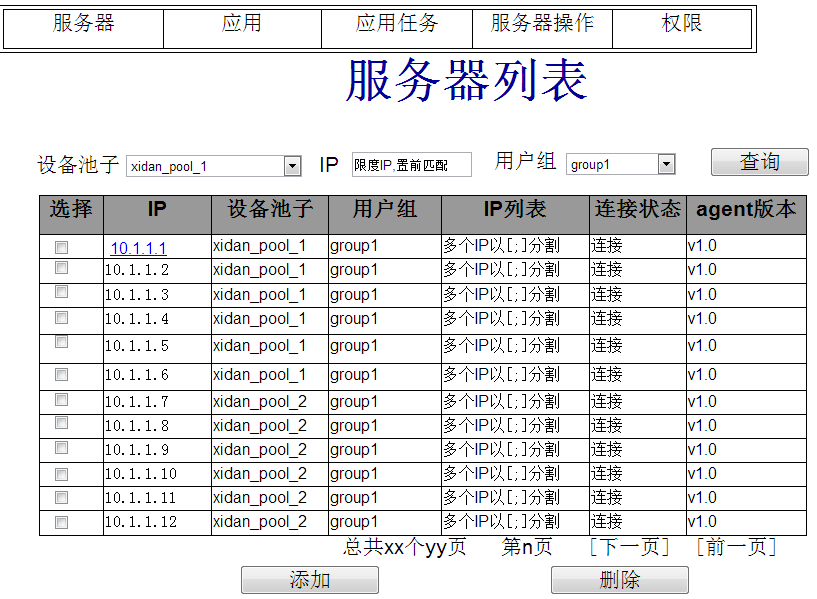 服务器 应用 应用任务 服务器操作 权限
服务器列表
设备池子 xidan_pool_1 IP 限度IP,置前匹配 用户组 group1 查询
选择 IP 设备池子 用户组 IP列表 连接状态 agent版本
10.1.1.1 xidan_pool_1 group1 多个IP以[;]分割 连接 v1.0
10.1.1.2 xidan_pool_1 group1 多个IP以[;]分割 连接 v1.0
10.1.1.3 xidan_pool_1 group1 多个IP以[;]分割 连接 v1.0
10.1.1.4 xidan_pool_1 group1 多个IP以[;]分割 连接 v1.0
10.1.1.5 xidan_pool_1 group1 多个IP以[;]分割 连接 v1.0
10.1.1.6 xidan_pool_1 group1 多个IP以[;]分割 连接 v1.0
10.1.1.7 xidan_pool_2 group1 多个IP以[;]分割 连接 v1.0
10.1.1.8 xidan_pool_2 group1 多个IP以[;]分割 连接 v1.0
10.1.1.9 xidan_pool_2 group1 多个IP以[;]分割 连接 v1.0
10.1.1.10 xidan_pool_2 group1 多个IP以[;]分割 连接 v1.0
10.1.1.11 xidan_pool_2 group1 多个IP以[;]分割 连接 v1.0
10.1.1.12 xidan_pool_2 group1 多个IP以[;]分割 连接 v1.0
总共xx个yy页 第n页 [下一页] [前一页]
添加 删除